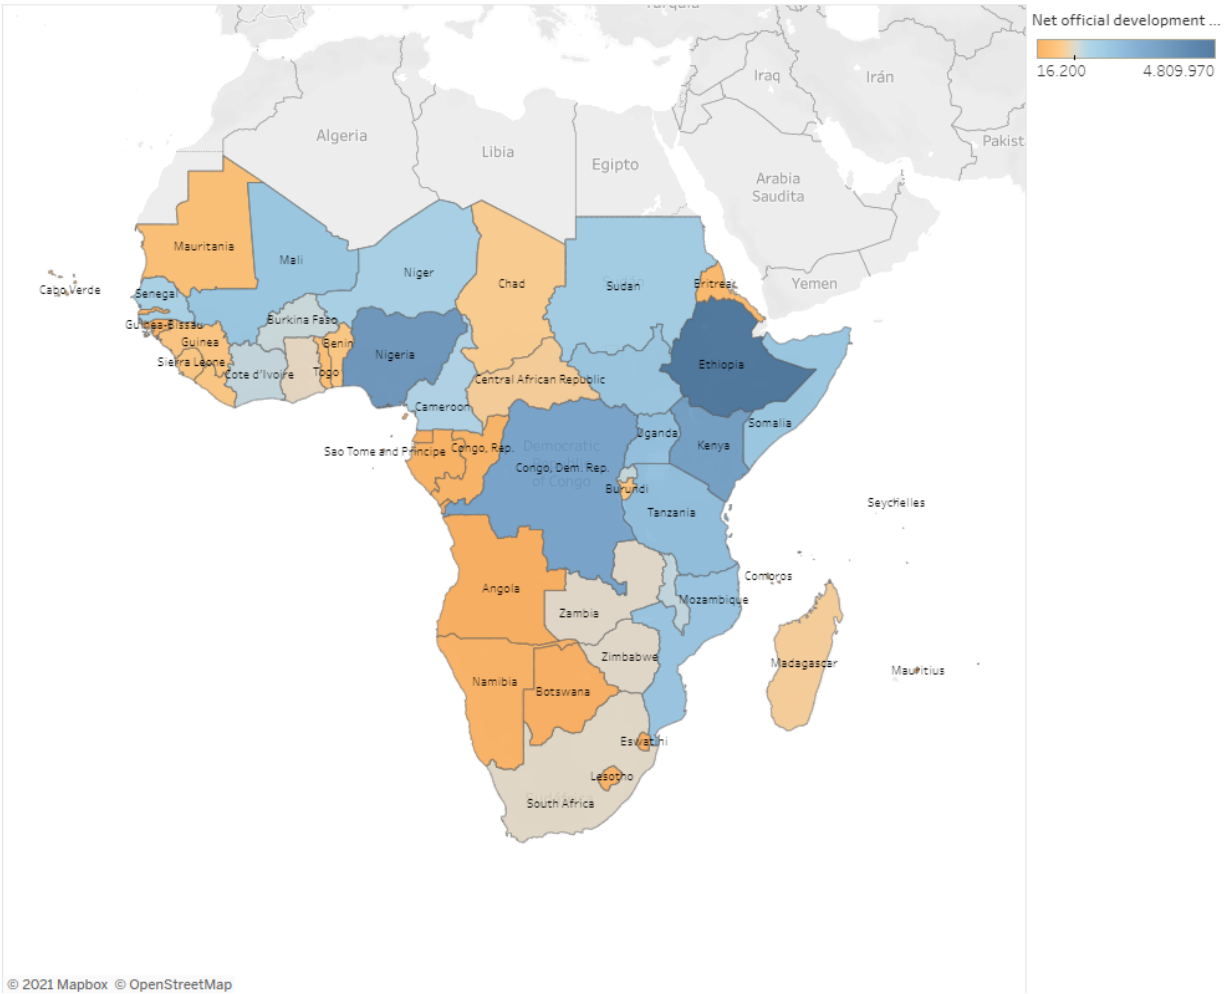 Turquía
Net official development ...
16.200 4.809.970
Iraq
Irán
Pakist
Algeria
Libia
Egipto
Arabia
Saudita
Yemen
Mauritania
Mali
Niger
Chad
Sudán
Sudan
Eritrea
Cabo Verde
Senegal
Guinea-Bissau
Burkina Faso
Guinea
Benin
Nigeria
Sierra Leone
Cote d'Ivoire
Togo
Ethiopia
Central African Republic
Cameroon
Somalia
Uganda
Kenya
Sao Tome and Principe
Congo, Rep.
Democratic
Republic
of Congo
Congo, Dem. Rep.
Burundi
Tanzania
Seychelles
Comoros
Angola
Zambia
Mozambique
Zimbabwe
Madagascar
Mauritius
Namibia
Botswana
Eswatini
Lesotho
South Africa
© 2021 Mapbox © OpenStreetMap